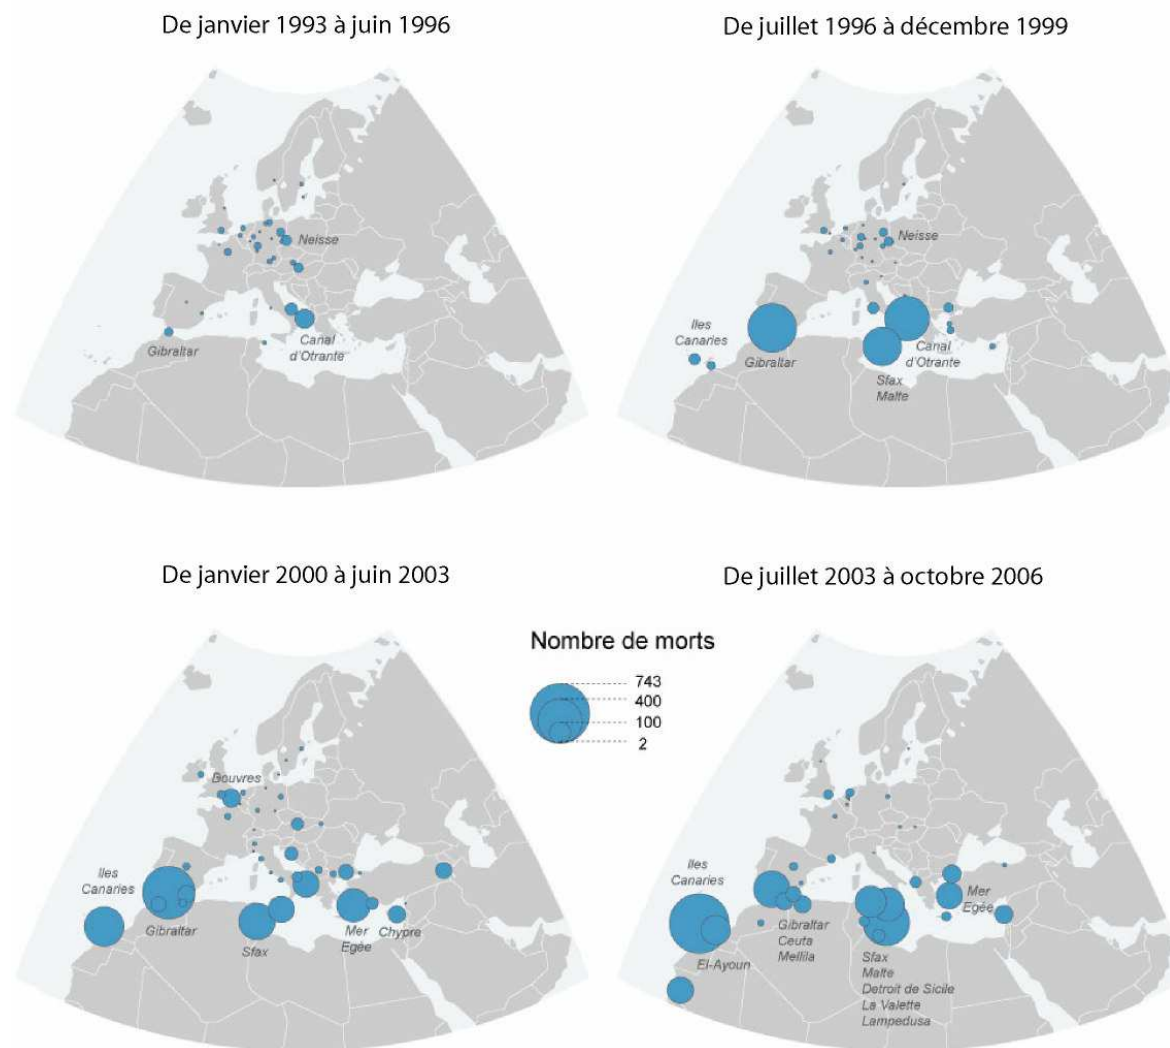 De janvier 1993 à juin 1996
Neisse
Canal
d'Otrante
Gibraltar
De juillet 1996 à décembre 1999
Neisse
Iles
Canaries
Gibraltar
Canal
d'Otrante
Sfax
Malte
De janvier 2000 à juin 2003
Bouvres
Iles
Canaries
Gibraltar
Sfax
Mer
Egée
Chypre
Nombre de morts
743
400
100
2
De juillet 2003 à octobre 2006
Iles
Canaries
El-Ayoun
Gibraltar
Ceuta
Mellila
Mer
Egée
Sfax
Malte
Detroit de Sicile
La Valette
Lampedusa